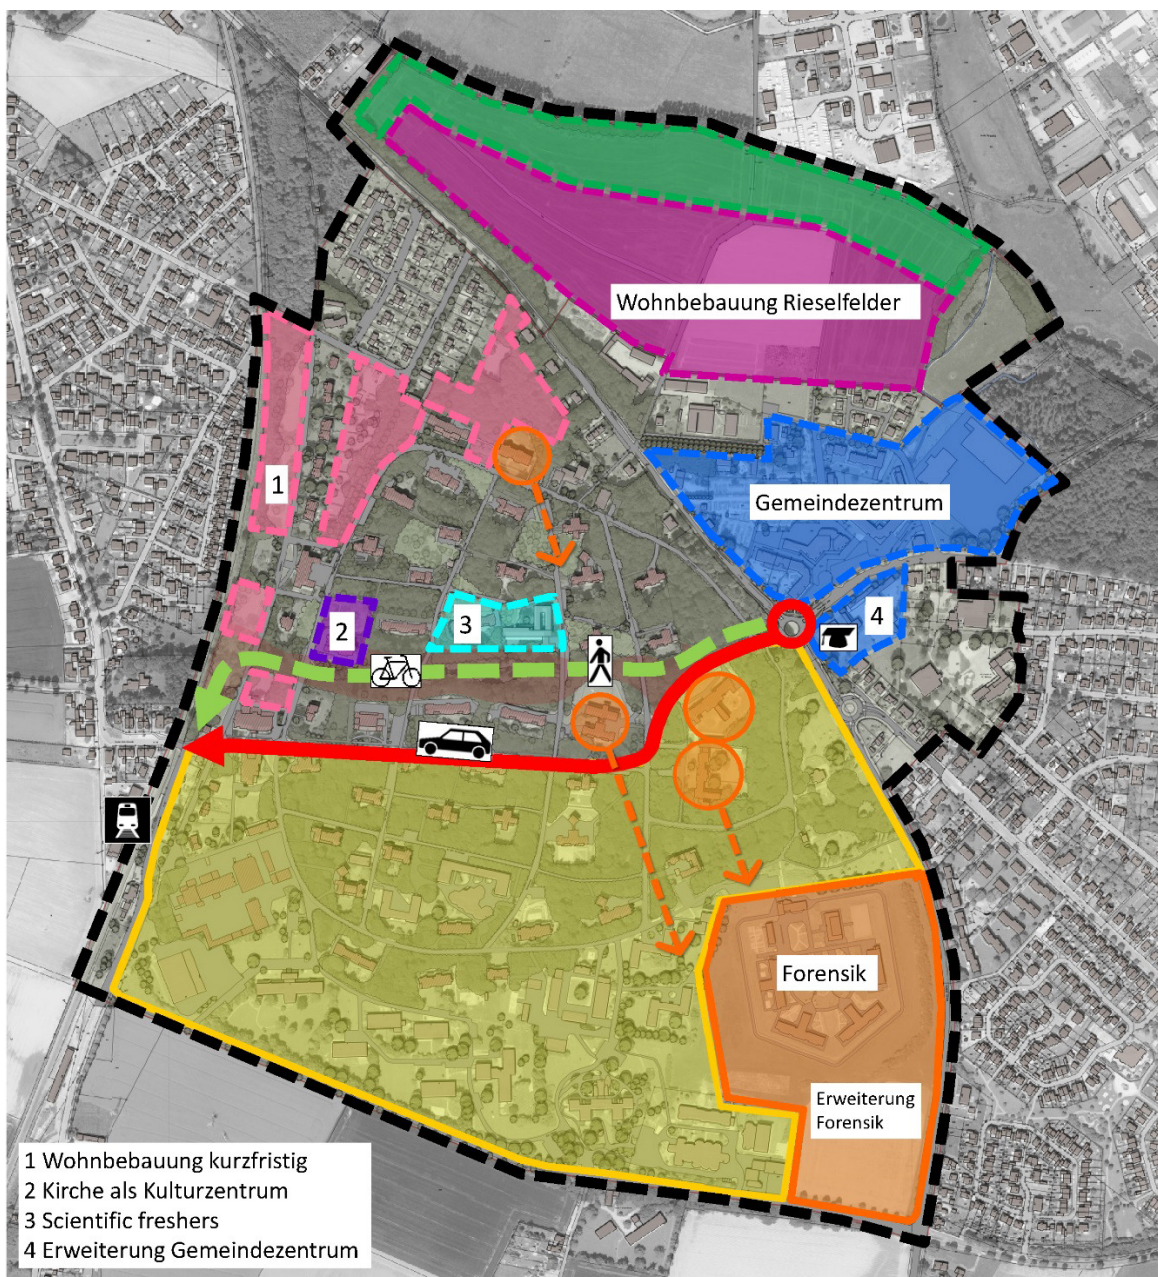 Wohnbebauung Rieselfelder
1
Gemeindezentrum
2
3
4
Forensik
Erweiterung
Forensik
1 Wohnbebauung kurzfristig
2 Kirche als Kulturzentrum
3 Scientific freshers
4 Erweiterung Gemeindezentrum